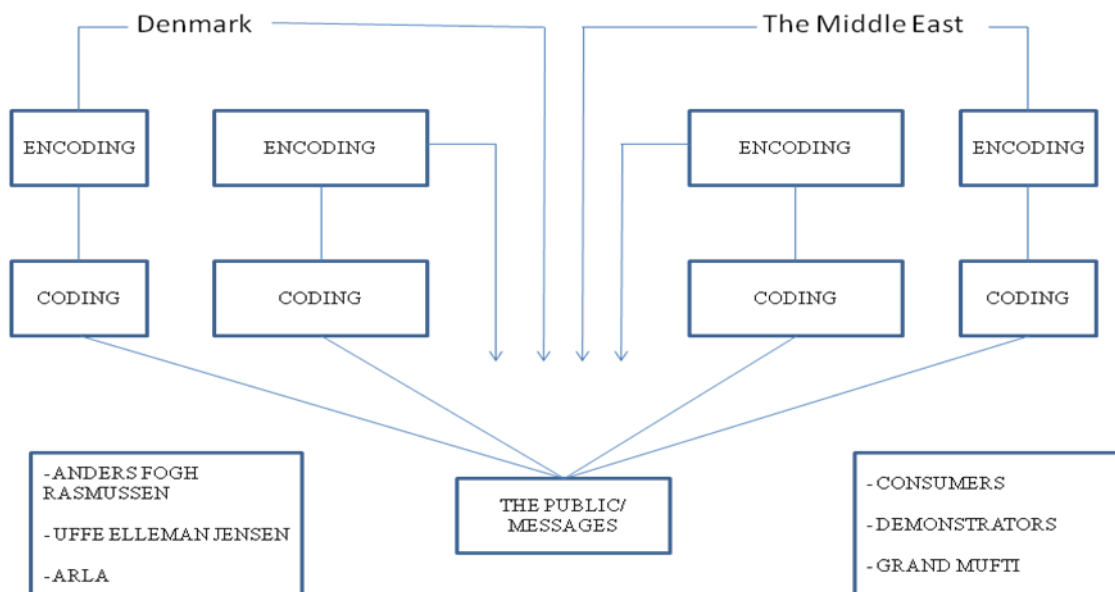 Denmark
The Middle East
ENCODING
ENCODING
ENCODING
ENCODING
CODING
CODING
CODING
CODING
-ANDERS FOGH
RASMUSSEN
-UFFE ELLEMAN JENSEN
-ARLA
THE PUBLIC/
MESSAGES
-CONSUMERS
-DEMONSTRATORS
-GRAND MUFTI